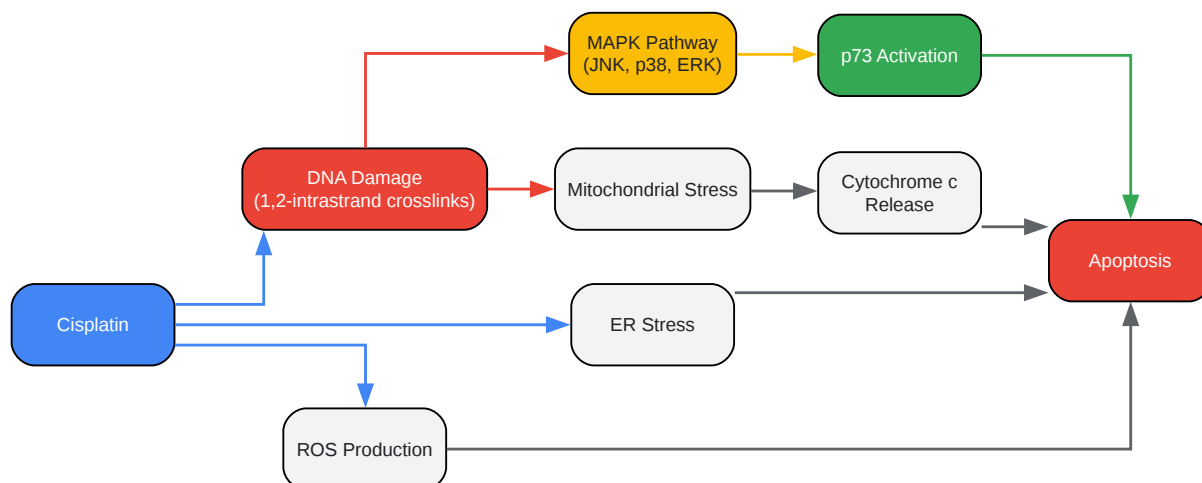 MAPK Pathway
(JNK, p38, ERK)
p73 Activation
DNA Damage
(1,2-intrastrand crosslinks)
Mitochondrial Stress
Cytochrome c
Release
Apoptosis
Cisplatin
ER Stress
ROS Production